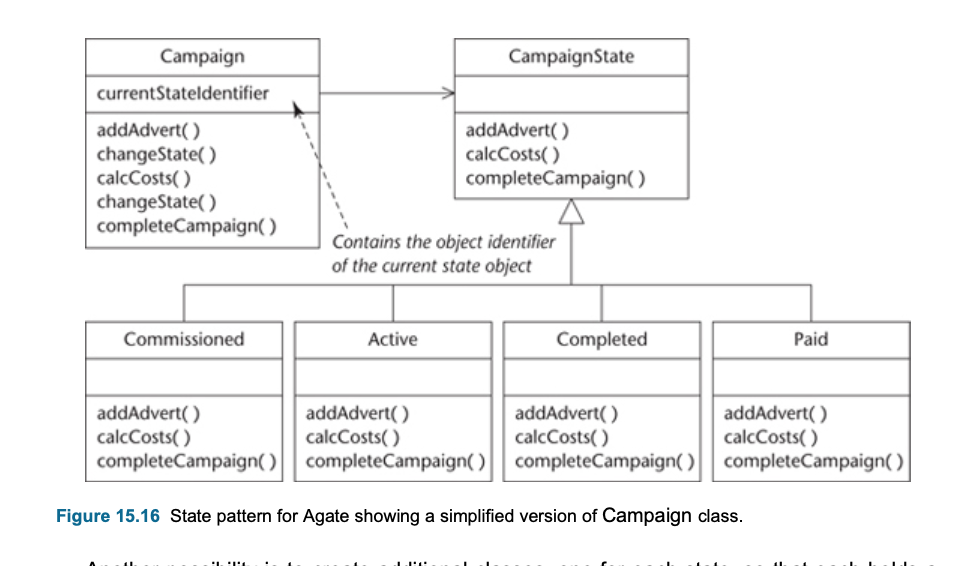 Campaign
currentStateIdentifier
addAdvert( )
changeState( )
calcCosts( )
changeState( )
completeCampaign( )
CampaignState
addAdvert( )
calcCosts( )
completeCampaign( )
Contains the object identifier
of the current state object
Commissioned
addAdvert( )
calcCosts( )
completeCampaign( )
Active
addAdvert( )
calcCosts( )
completeCampaign( )
Completed
addAdvert( )
calcCosts( )
completeCampaign( )
Paid
addAdvert( )
calcCosts( )
completeCampaign( )
Figure 15.16 State pattern for Agate showing a simplified version of Campaign class.